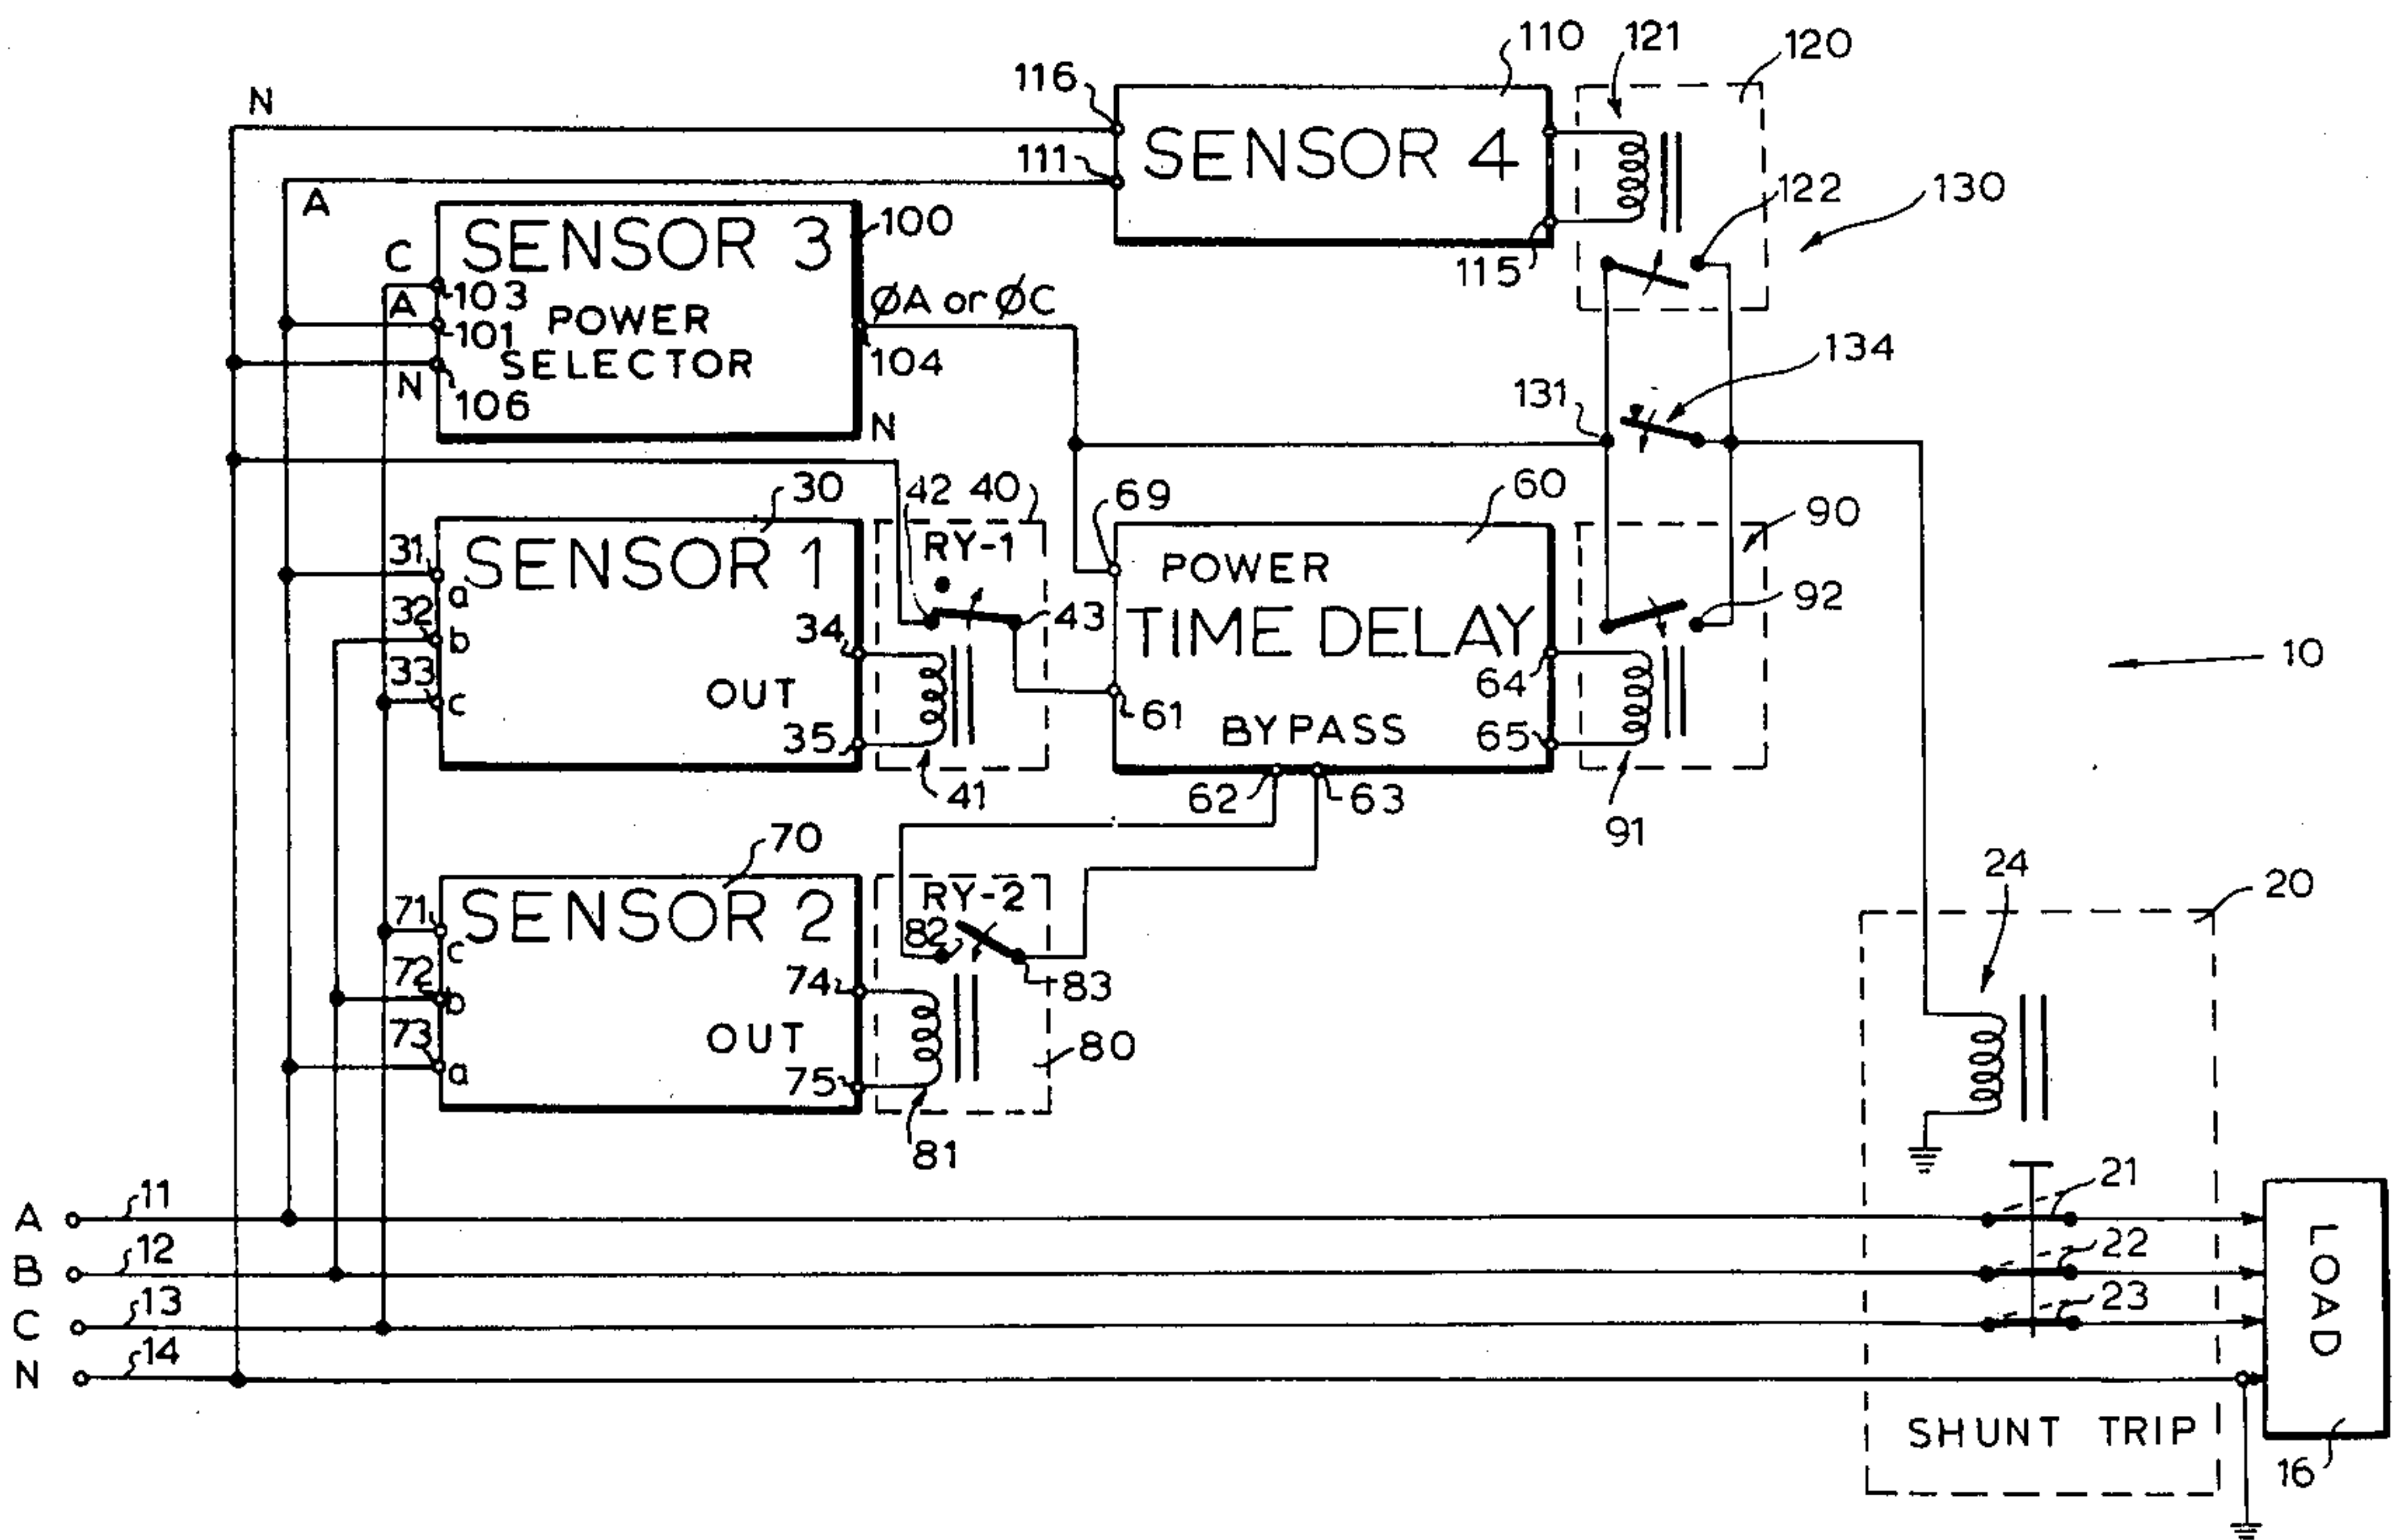 110
121
120
116
N
SENSOR 4
111
A
122
130
115
SENSOR 3
100
C
103
A
101
POWER
SELECTOR
ØA or ØC
104
N
106
N
134
131
30
42
40
69
60
90
SENSOR 1
RY-1
POWER
31
a
32
b
33
c
34
43
TIME DELAY
92
64
10
OUT
35
61
BYPASS
65
41
62
63
91
70
24
20
SENSOR 2
RY-2
71
c
82
72
b
74
83
73
a
OUT
75
80
81
A
11
21
B
12
22
C
13
23
N
14
LOAD
SHUNT TRIP
16